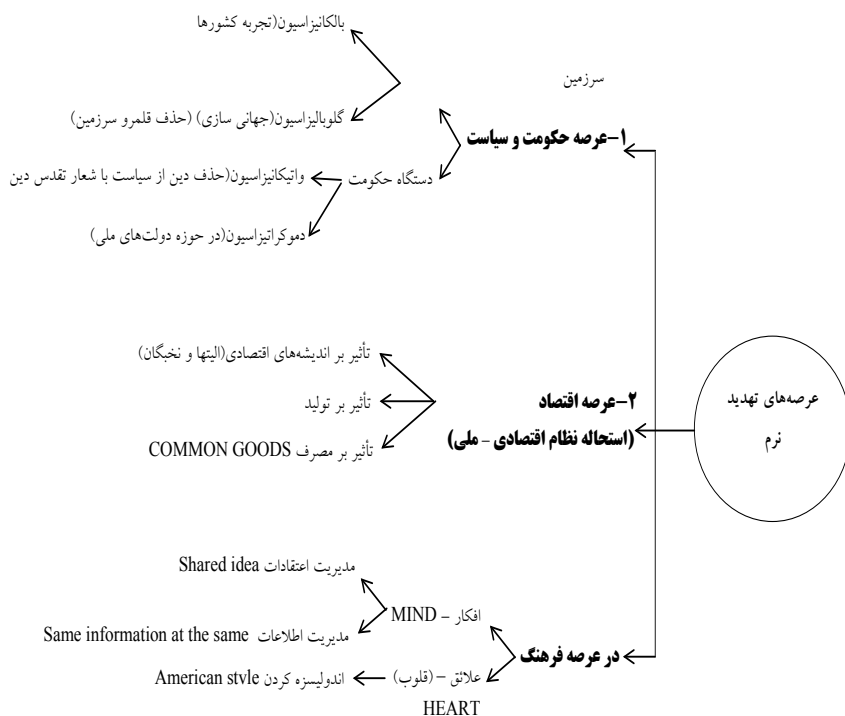 بالکانیزاسیون(تجربه کشورها
سرزمین
گلوبالیزاسیون(جهانی سازی) (حذف قلمرو سرزمین)
۱-عرصه حکومت و سیاست
دستگاه حکومت
واتیکانیزاسیون(حذف دین از سیاست با شعار تقدس دین
دموکراتیزاسیون(در حوزه دولت‌های ملی)
عرصه‌های تهدید
نرم
تأثیر بر اندیشه‌های اقتصادی(الیتها و نخبگان)
۲-عرصه اقتصاد
(استحاله نظام اقتصادی - ملی)
تأثیر بر تولید
تأثیر بر مصرف COMMON GOODS
مدیریت اعتقادات Shared idea
افکار – MIND
مدیریت اطلاعات Same information at the same
در عرصه فرهنگ
علائق – (قلوب)
HEART
اندولیسزه کردن American stvle